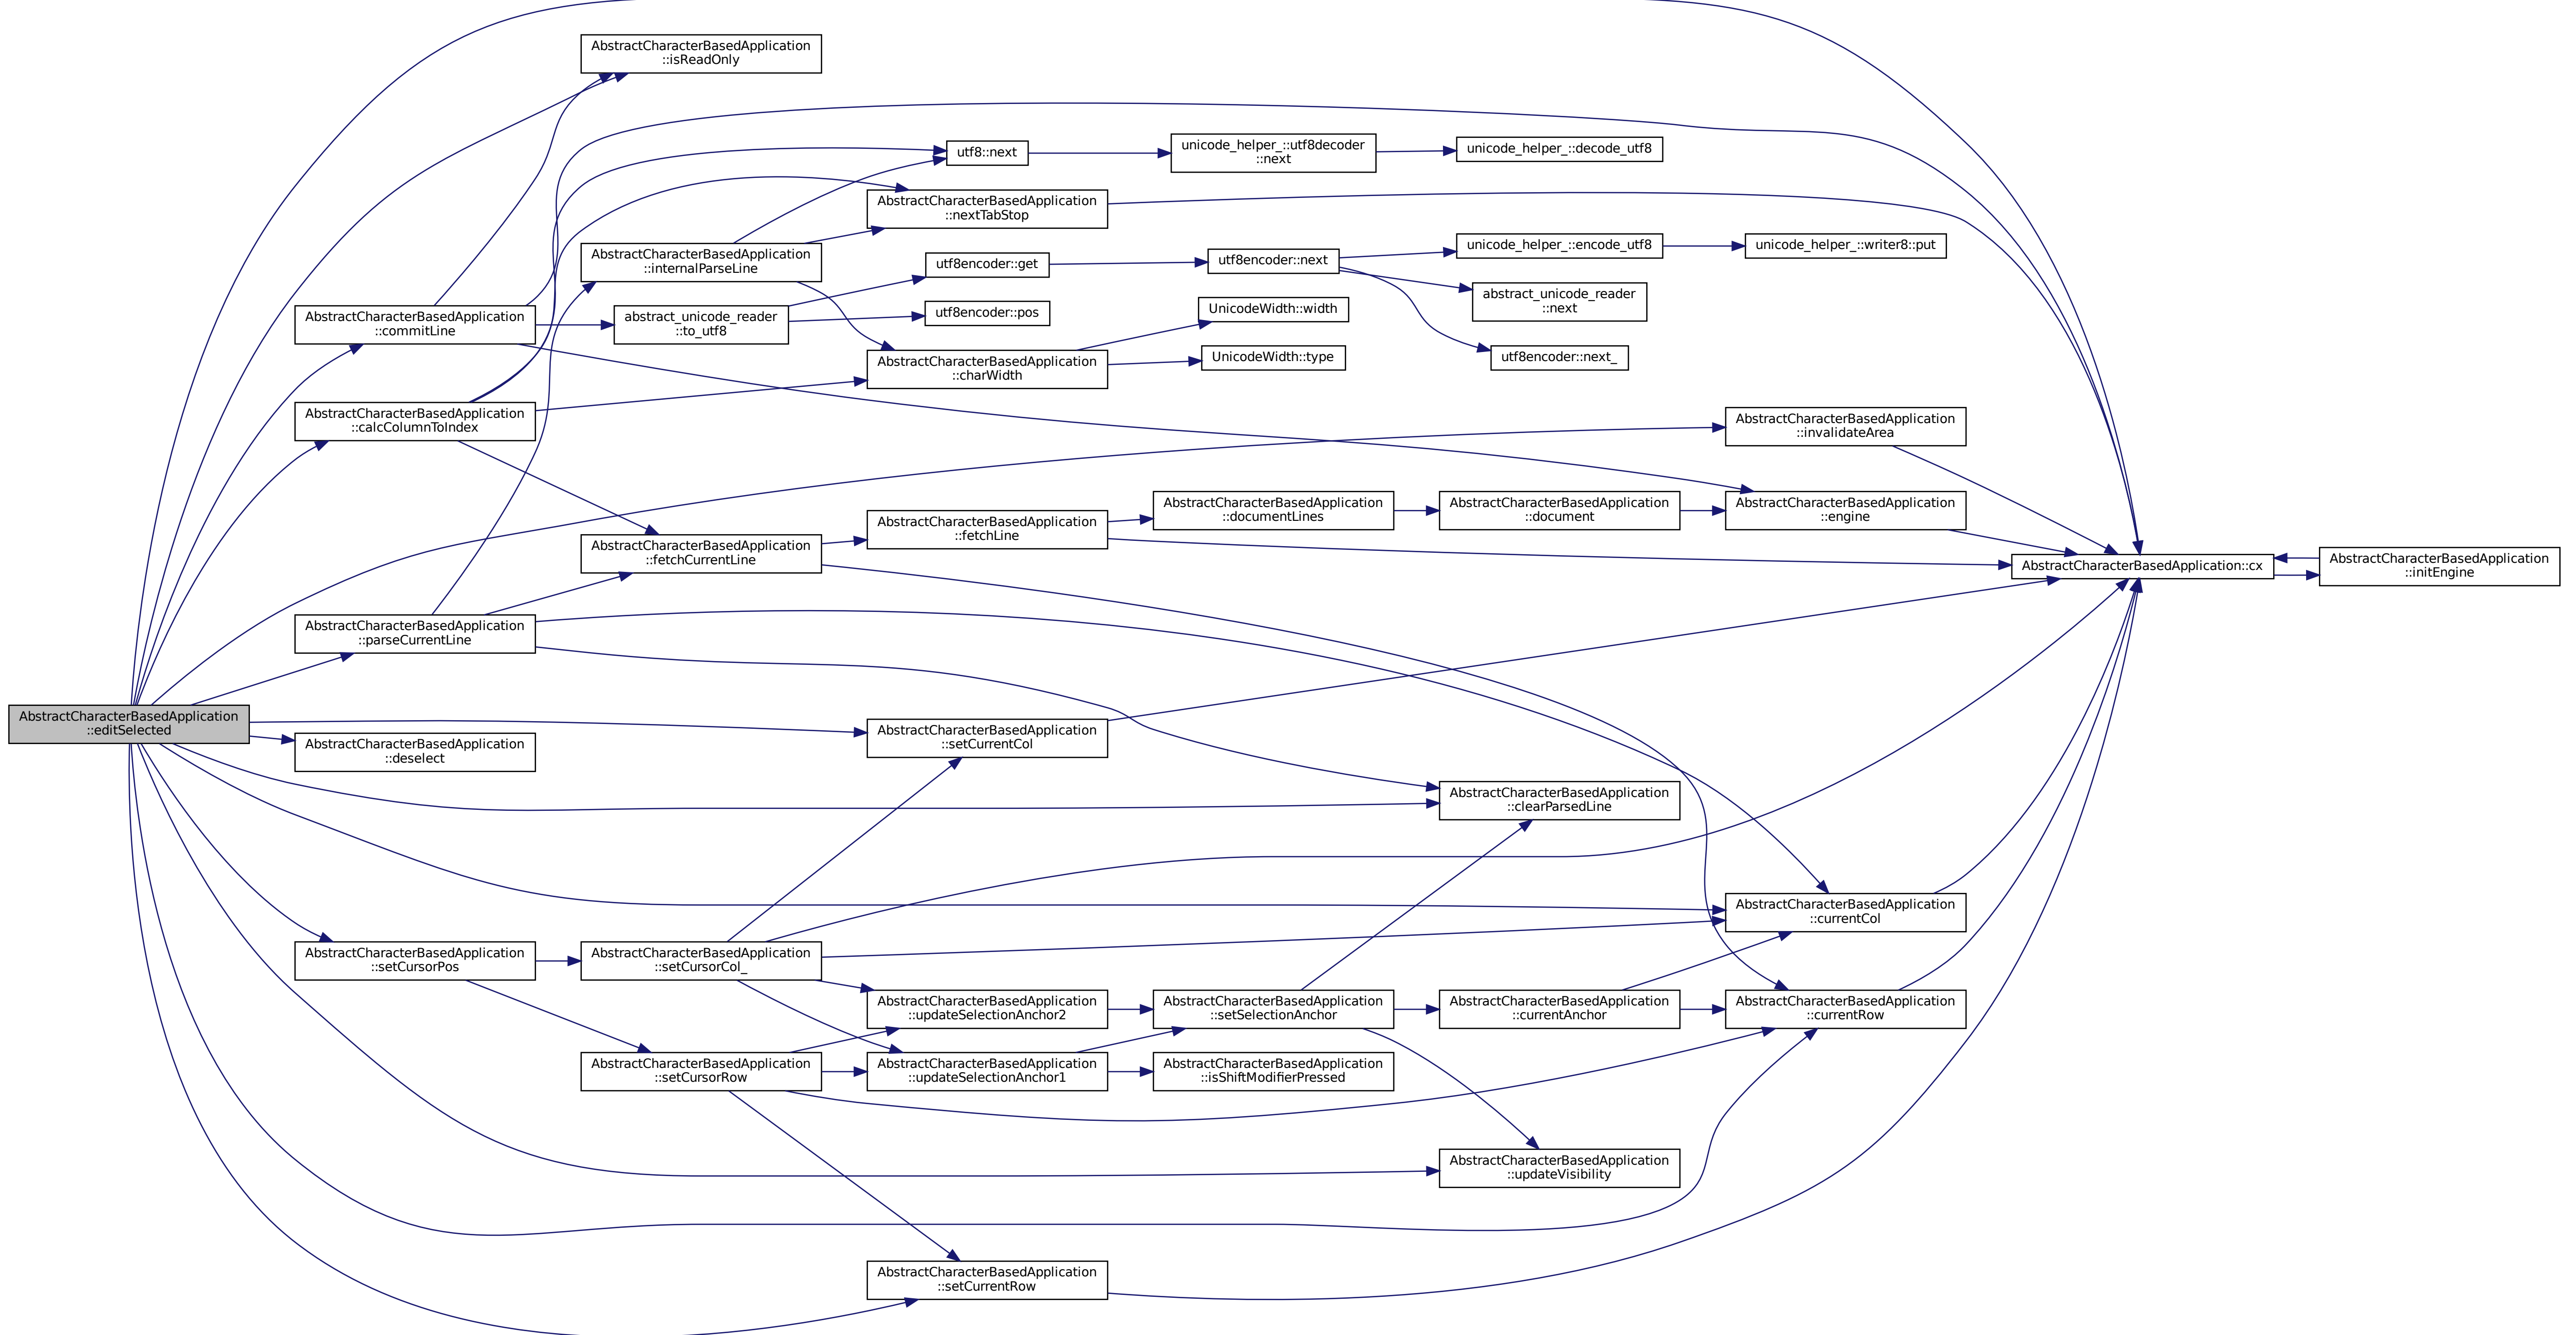 AbstractCharacterBasedApplication
::isReadOnly
utf8::next
unicode_helper_::utf8decoder
::next
unicode_helper_::decode_utf8
AbstractCharacterBasedApplication
::nextTabStop
AbstractCharacterBasedApplication
::internalParseLine
utf8encoder::get
utf8encoder::next
unicode_helper_::encode_utf8
unicode_helper_::writer8::put
abstract_unicode_reader
::next
AbstractCharacterBasedApplication
::commitLine
abstract_unicode_reader
::to_utf8
utf8encoder::pos
UnicodeWidth::width
utf8encoder::next_
AbstractCharacterBasedApplication
::charWidth
UnicodeWidth::type
AbstractCharacterBasedApplication
::calcColumnToIndex
AbstractCharacterBasedApplication
::invalidateArea
AbstractCharacterBasedApplication
::fetchCurrentLine
AbstractCharacterBasedApplication
::fetchLine
AbstractCharacterBasedApplication
::documentLines
AbstractCharacterBasedApplication
::document
AbstractCharacterBasedApplication
::engine
AbstractCharacterBasedApplication::cx
AbstractCharacterBasedApplication
::initEngine
AbstractCharacterBasedApplication
::parseCurrentLine
AbstractCharacterBasedApplication
::editSelected
AbstractCharacterBasedApplication
::deselect
AbstractCharacterBasedApplication
::setCurrentCol
AbstractCharacterBasedApplication
::clearParsedLine
AbstractCharacterBasedApplication
::currentCol
AbstractCharacterBasedApplication
::setCursorPos
AbstractCharacterBasedApplication
::setCursorCol_
AbstractCharacterBasedApplication
::updateSelectionAnchor2
AbstractCharacterBasedApplication
::setSelectionAnchor
AbstractCharacterBasedApplication
::currentAnchor
AbstractCharacterBasedApplication
::currentRow
AbstractCharacterBasedApplication
::setCursorRow
AbstractCharacterBasedApplication
::updateSelectionAnchor1
AbstractCharacterBasedApplication
::isShiftModifierPressed
AbstractCharacterBasedApplication
::updateVisibility
AbstractCharacterBasedApplication
::setCurrentRow